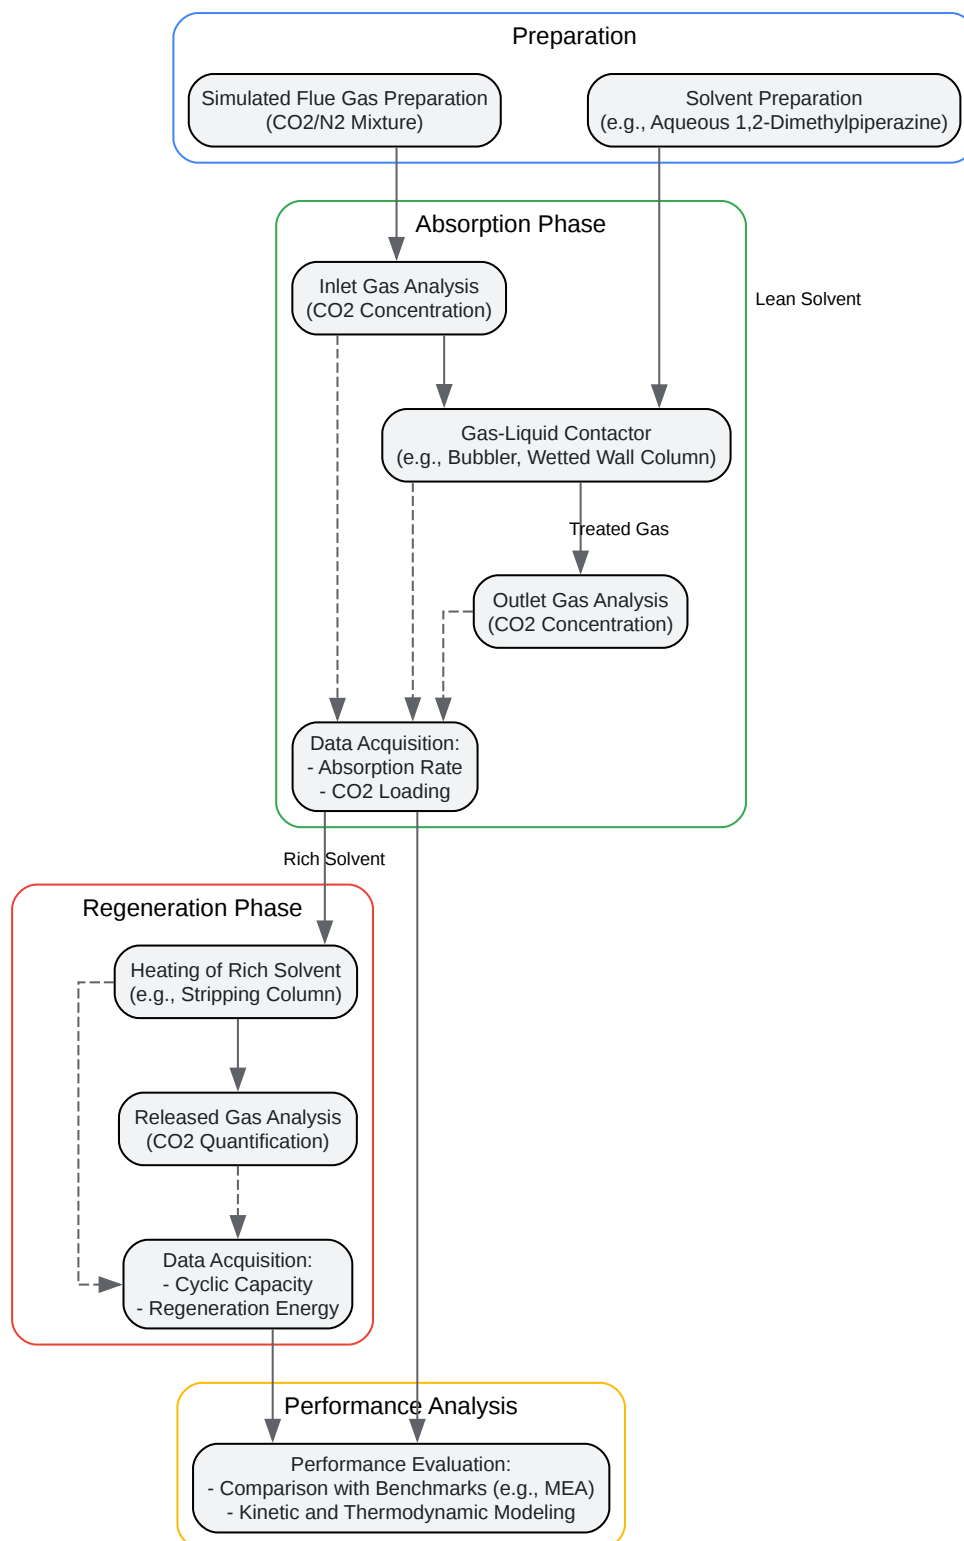 Preparation
Simulated Flue Gas Preparation
(CO2/N2 Mixture)
Solvent Preparation
(e.g., Aqueous 1,2-Dimethylpiperazine)
Absorption Phase
Inlet Gas Analysis
(CO2 Concentration)
Lean Solvent
Gas-Liquid Contactor
(e.g., Bubbler, Wetted Wall Column)
Treated Gas
Outlet Gas Analysis
(CO2 Concentration)
Data Acquisition:
- Absorption Rate
- CO2 Loading
Rich Solvent
Regeneration Phase
Heating of Rich Solvent
(e.g., Stripping Column)
Released Gas Analysis
(CO2 Quantification)
Data Acquisition:
- Cyclic Capacity
- Regeneration Energy
Performance Analysis
Performance Evaluation:
- Comparison with Benchmarks (e.g., MEA)
- Kinetic and Thermodynamic Modeling